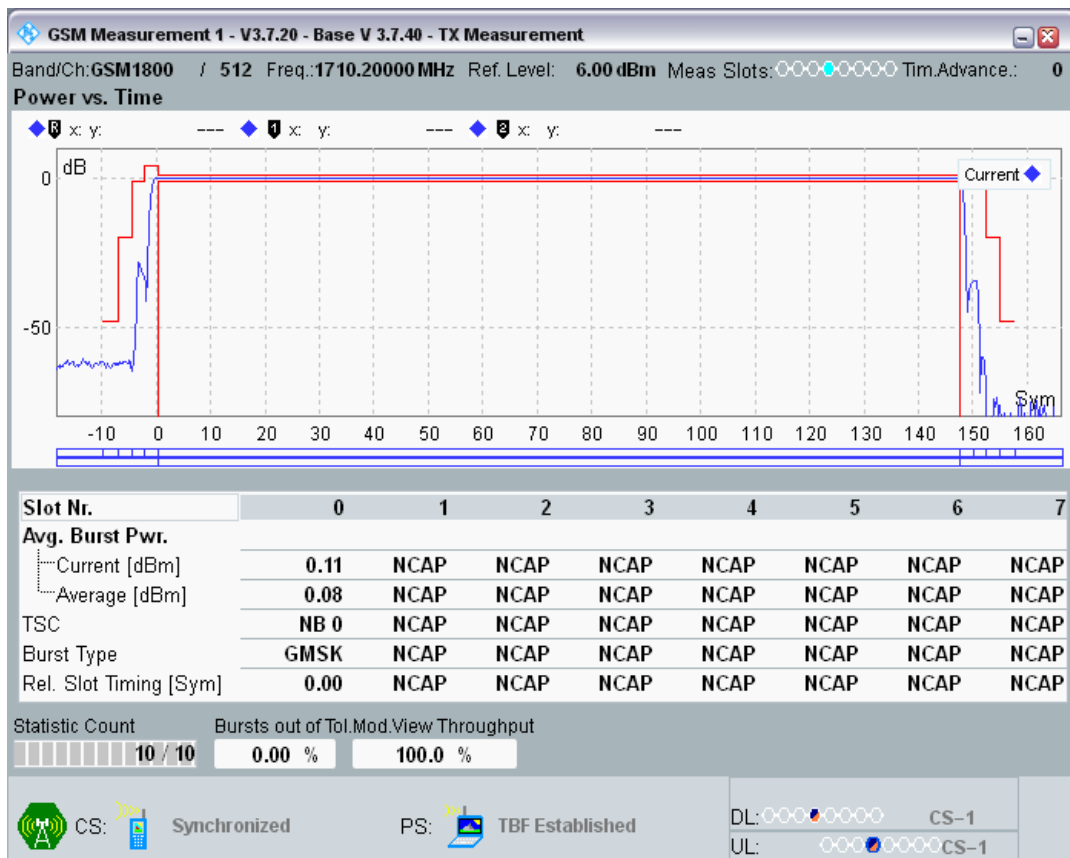 GSM Measurement 1 - V3.7.20 - Base V 3.7.40 - TX Measurement
Band/Ch:GSM1800 / 512 Freq.:1710.20000 MHz Ref. Level: 6.00 dBm Meas Slots: Tim.Advance.: 0
Power vs. Time
R x: y: --- 1 x: y: --- 2 x: y: ---
dB
0
Current
-50
Sym
-10 0 10 20 30 40 50 60 70 80 90 100 110 120 130 140 150 160
Slot Nr. 0 1 2 3 4 5 6 7
Avg. Burst Pwr.
Current [dBm] 0.11 NCAP NCAP NCAP NCAP NCAP NCAP NCAP
Average [dBm] 0.08 NCAP NCAP NCAP NCAP NCAP NCAP NCAP
TSC NB 0 NCAP NCAP NCAP NCAP NCAP NCAP NCAP
Burst Type GMSK NCAP NCAP NCAP NCAP NCAP NCAP NCAP
Rel. Slot Timing [Sym] 0.00 NCAP NCAP NCAP NCAP NCAP NCAP NCAP
Statistic Count Bursts out of Tol.Mod.View Throughput
10 / 10 0.00 % 100.0 %
CS: Synchronized PS: TBF Established DL: CS-1
UL: CS-1